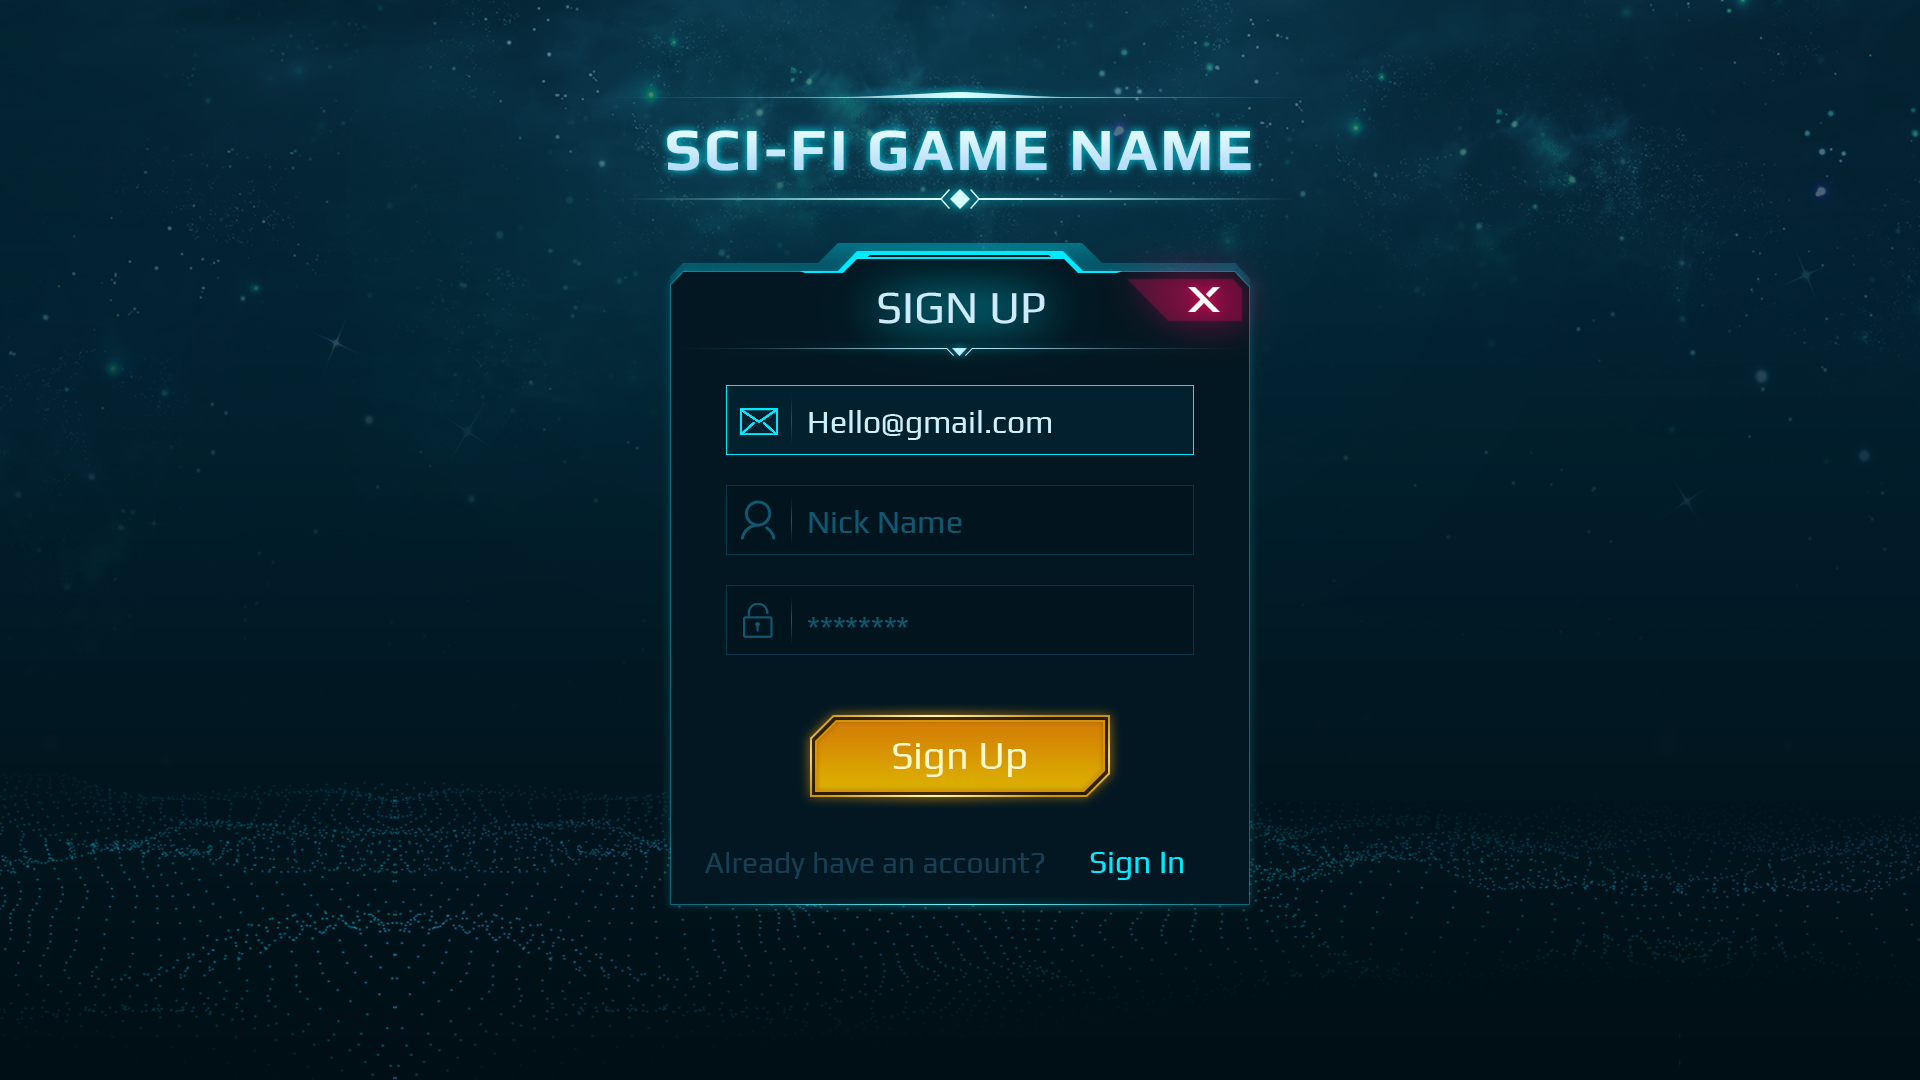 SCI-FI GAME NAME
SIGN UP
X
Hello@gmail.com
Nick Name
********
Sign Up
Already have an account? Sign In